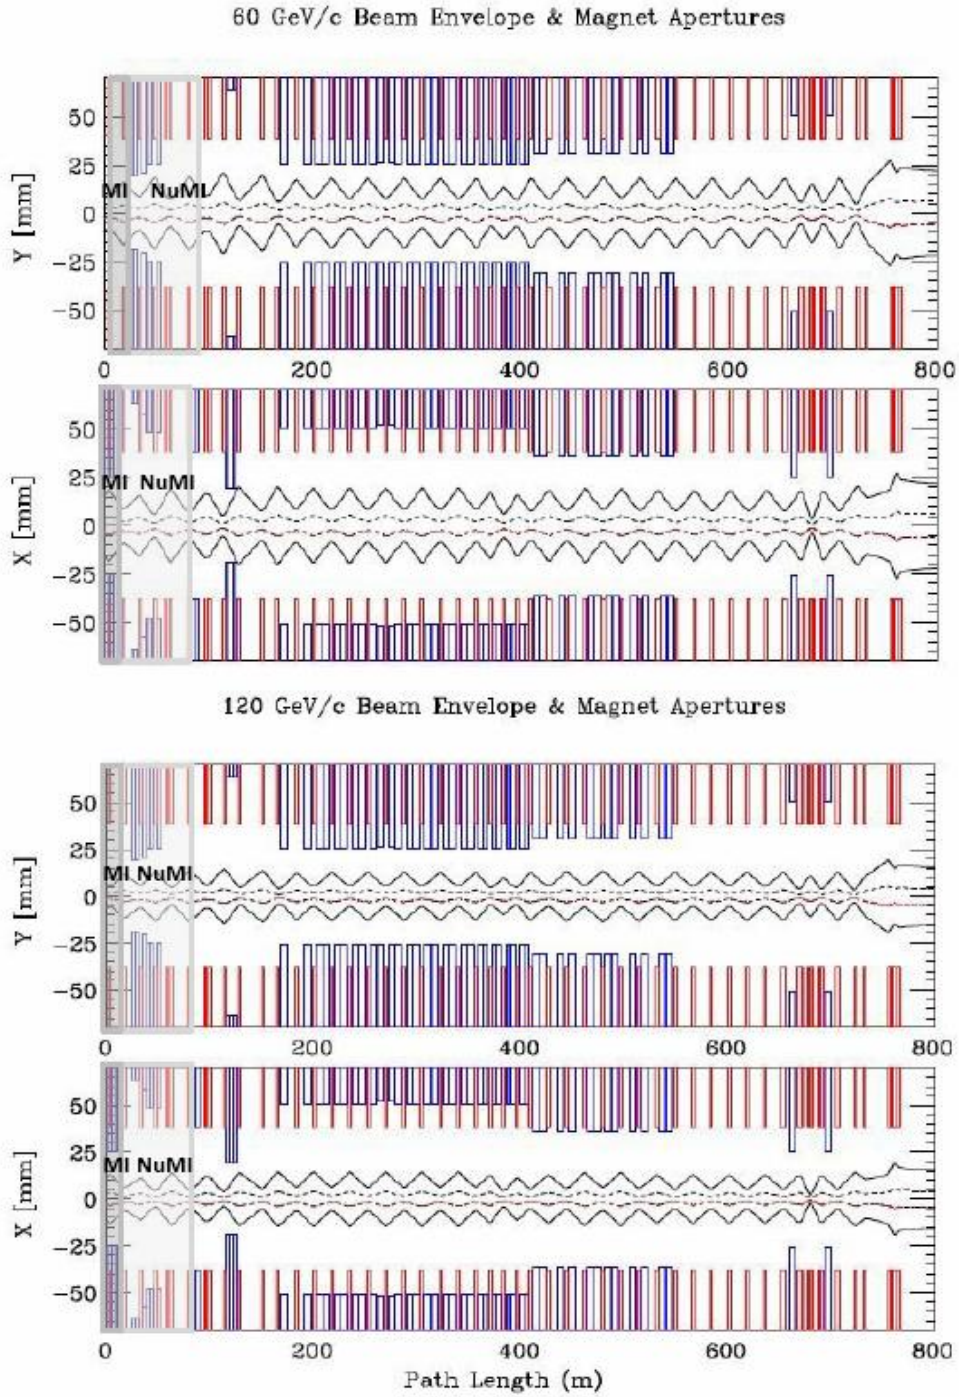 60 GeV/c Beam Envelope & Magnet Apertures
50
25
0
−25
−50
Y [mm]
MI NuMI
0 200 400 600 800
50
25
0
−25
−50
X [mm]
MI NuMI
120 GeV/c Beam Envelope & Magnet Apertures
50
25
0
−25
−50
Y [mm]
MI NuMI
0 200 400 600 800
50
25
0
−25
−50
X [mm]
MI NuMI
0 200 400 600 800
Path Length (m)